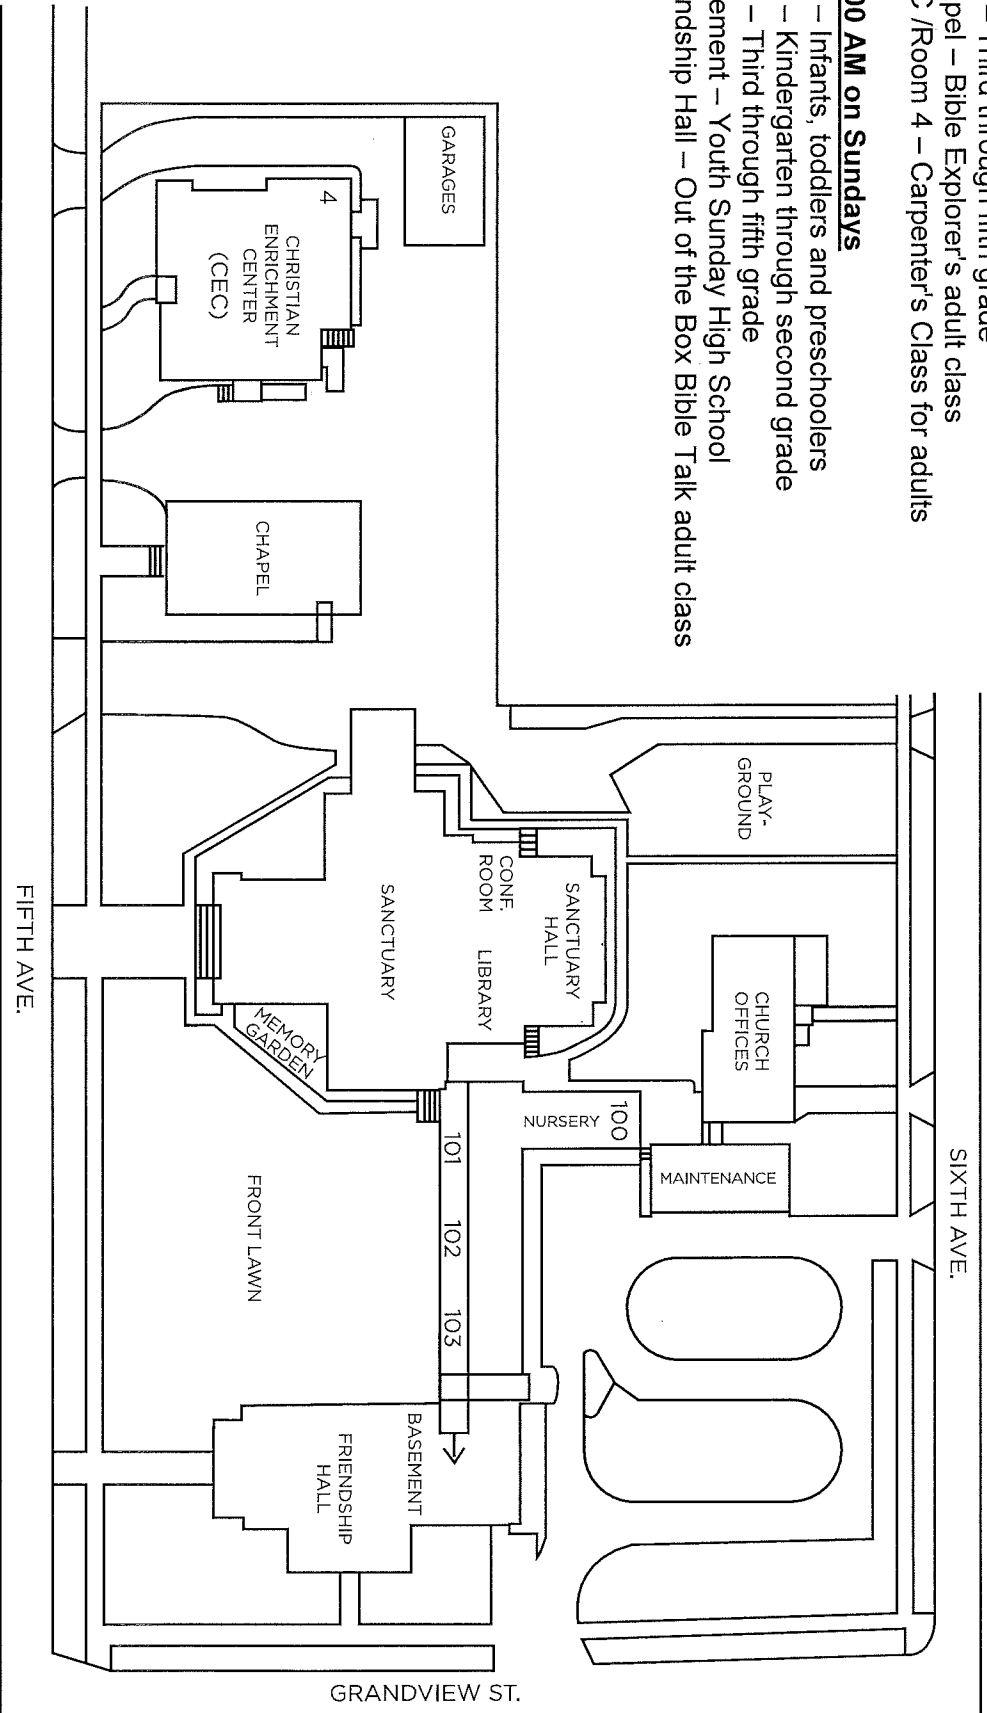 – Third through fifth grade
pel – Bible Explorer's adult class
C /Room 4 – Carpenter's Class for adults
00 AM on Sundays
– Infants, toddlers and preschoolers
– Kindergarten through second grade
– Third through fifth grade
ement – Youth Sunday High School
ndship Hall – Out of the Box Bible Talk adult class
SIXTH AVE.
PLAY-
GROUND
CHURCH
OFFICES
MAINTENANCE
GARAGES
SANCTUARY
HALL
CONF.
ROOM
LIBRARY
100
NURSERY
101
102
103
4
CHRISTIAN
ENRICHMENT
CENTER
(CEC)
CHAPEL
SANCTUARY
MEMORY
GARDEN
FRONT LAWN
BASEMENT
FRIENDSHIP
HALL
FIFTH AVE.
GRANDVIEW ST.